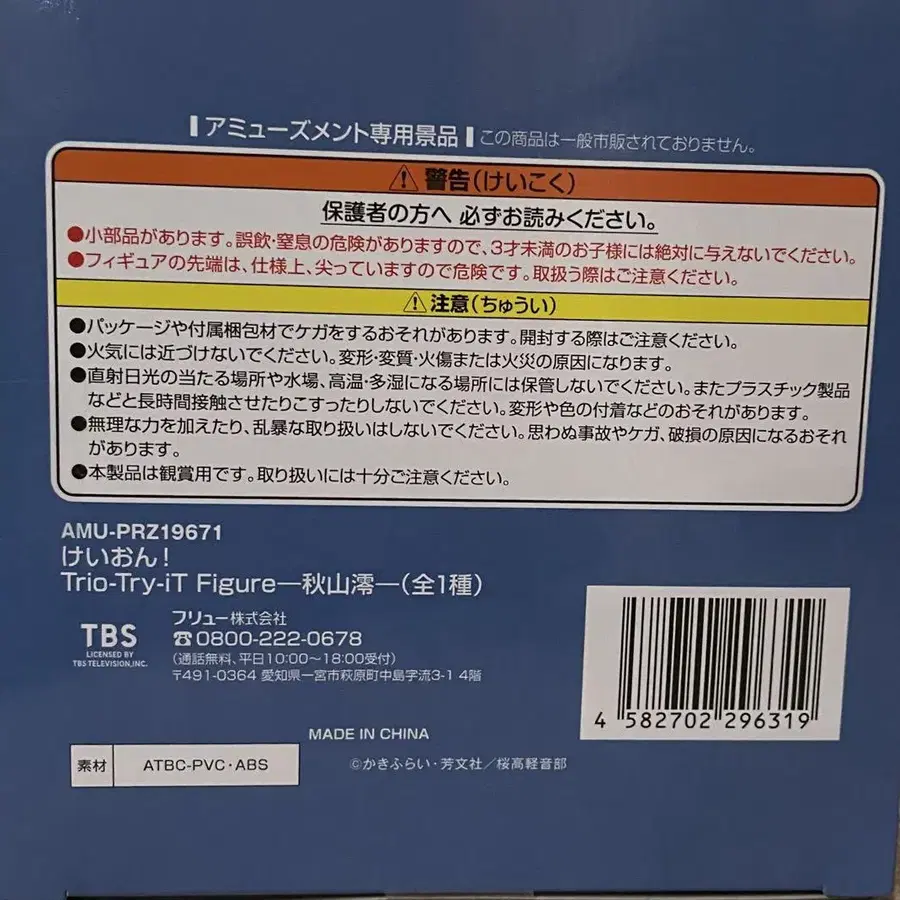 アミューズメント専用景品 この商品は一般市販されておりません。
⚠警告(けいこく)
保護者の方へ 必ずお読みください。
●小部品があります。誤飲・窒息の危険がありますので、3才未満のお子様には絶対に与えないでください。
●フィギュアの先端は、仕様上、尖っていますので危険です。取扱う際はご注意ください。
⚠注意(ちゅうい)
●パッケージや付属梱包材でケガをするおそれがあります。開封する際はご注意ください。
●火気には近づけないでください。変形・変質・火傷または火災の原因になります。
●直射日光の当たる場所や水場、高温・多湿になる場所には保管しないでください。またプラスチック製品
などと長時間接触させたりこすったりしないでください。変形や色の付着などのおそれがあります。
●無理な力を加えたり、乱暴な取り扱いはしないでください。思わぬ事故やケガ、破損の原因になるおそれ
があります。
●本製品は観賞用です。取り扱いには十分ご注意ください。
AMU-PRZ19671
けいおん!
Trio-Try-iT Figure―秋山澪―(全1種)
TBS
LICENSED BY
TBS TELEVISION, INC.
フリュー株式会社
☎0800-222-0678
(通話無料、平日10:00~18:00受付)
〒491-0364 愛知県一宮市萩原町中島字流3-1 4階
4 582702 296319
MADE IN CHINA
素材 ATBC-PVC・ABS
©かきふらい・芳文社/桜高軽音部